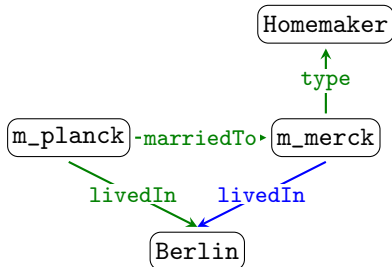 Homemaker
type
m_planck
marriedTo
m_merck
livedIn
livedIn
Berlin